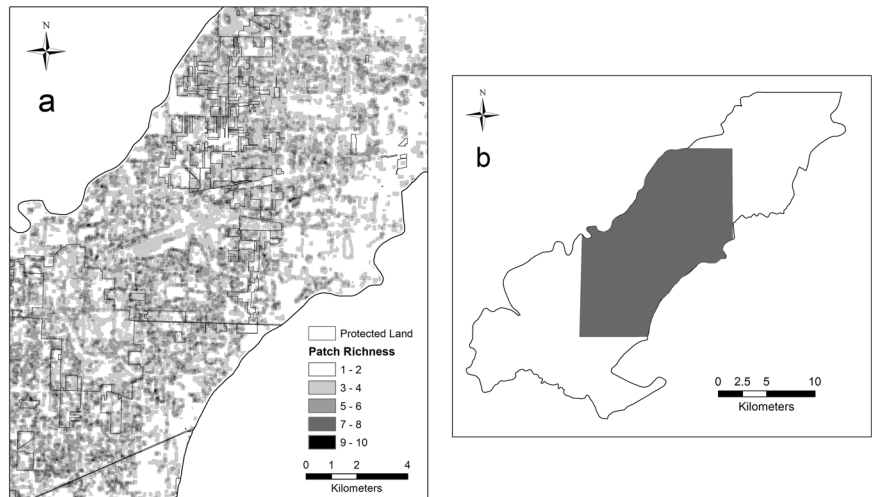 N
a
Protected Land
Patch Richness
1 - 2
3 - 4
5 - 6
7 - 8
9 - 10
0 1 2 4
Kilometers
N
b
0 2.5 5 10
Kilometers